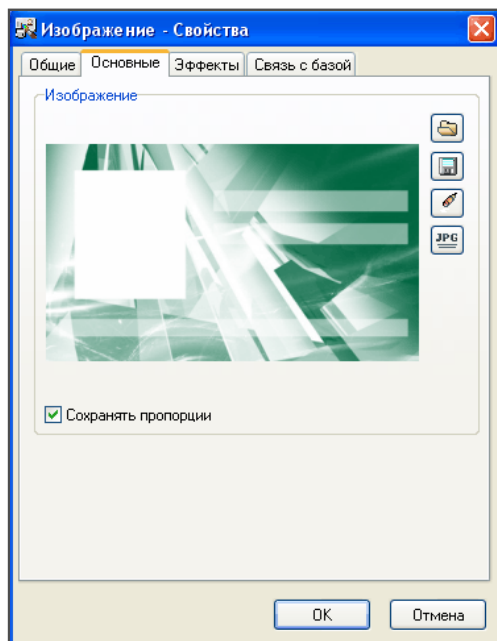 Изображение - Свойства
Общие Основные Эффекты Связь с базой
Изображение
JPG
Сохранять пропорции
OK Отмена